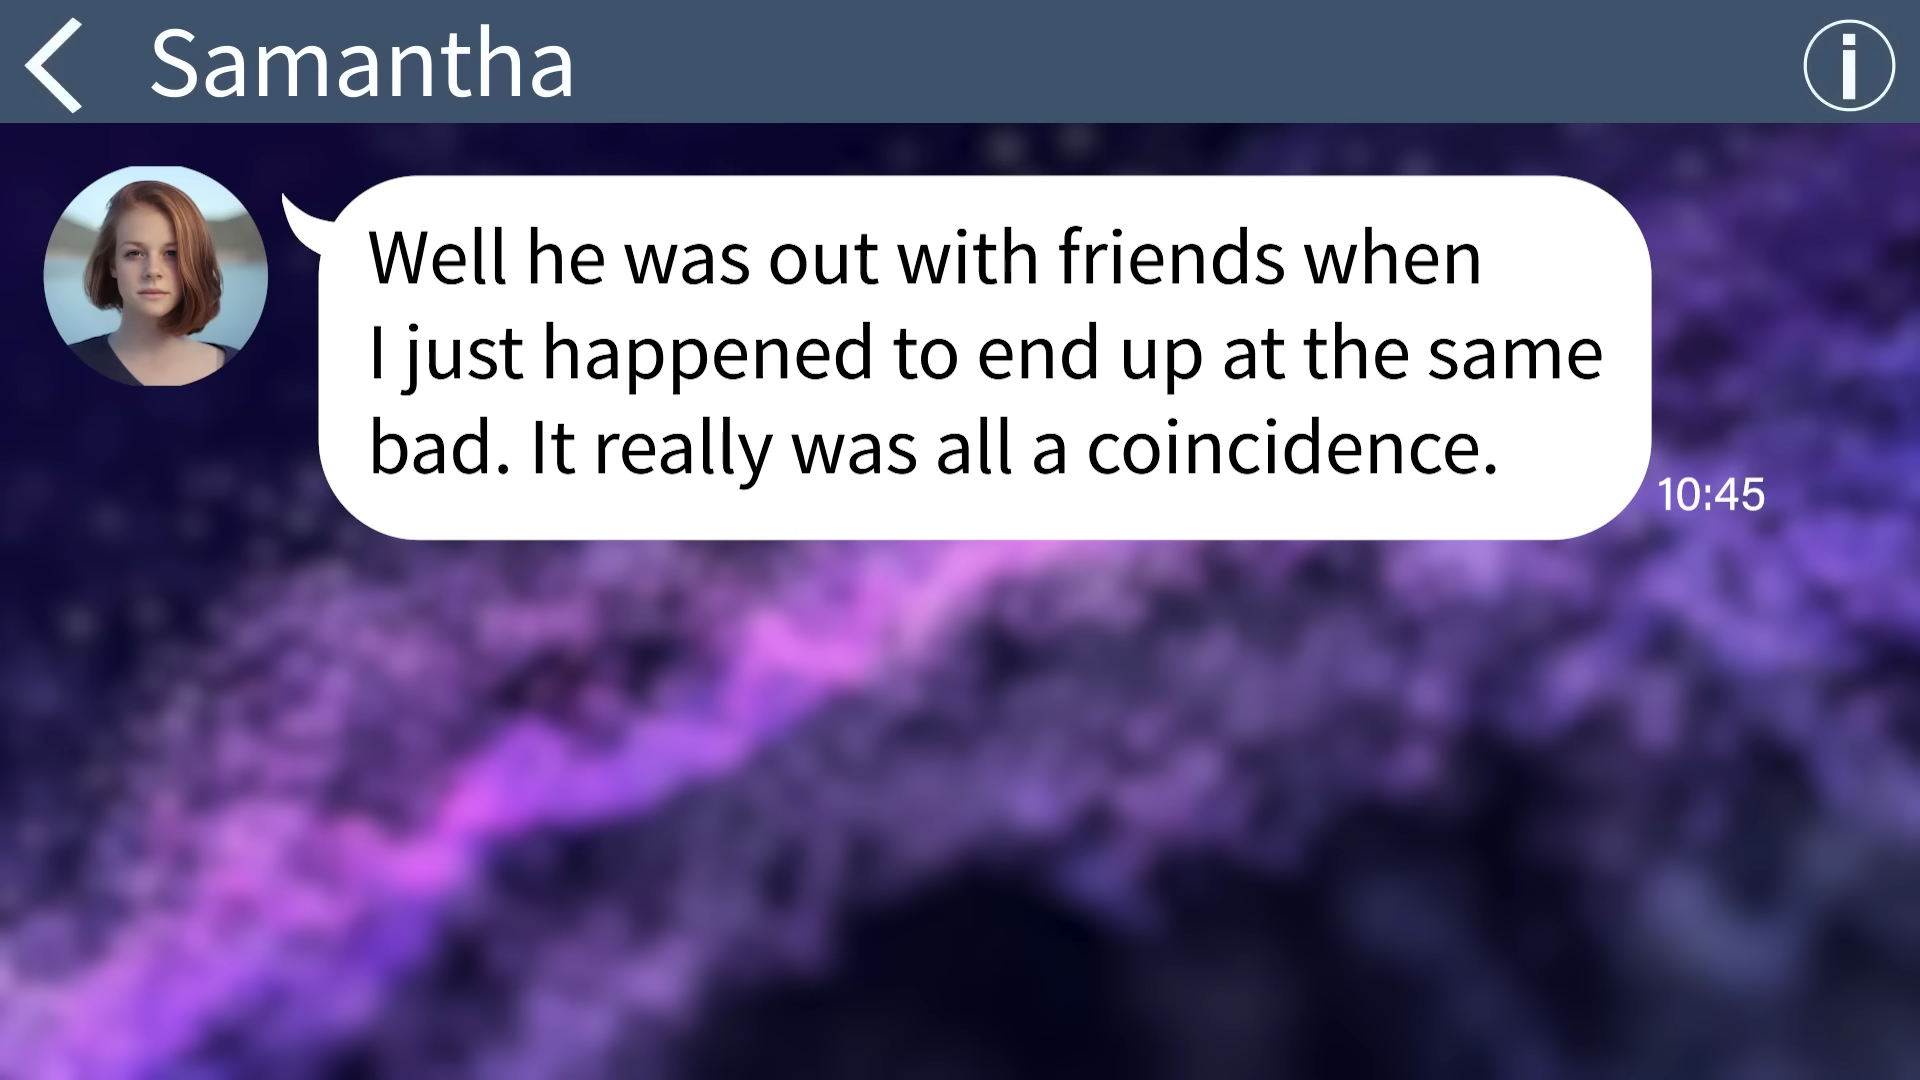 Samantha
Well he was out with friends when
I just happened to end up at the same
bad. It really was all a coincidence.
10:45